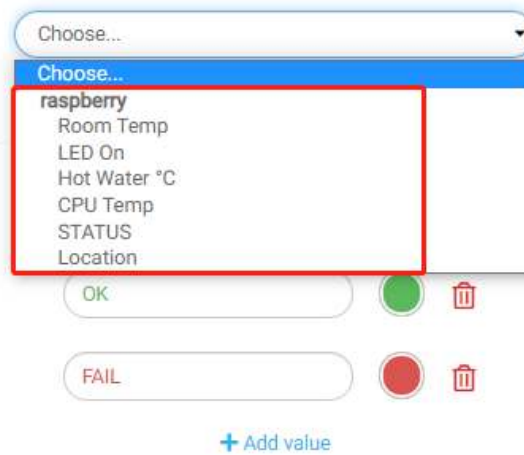 Choose...
Choose...
raspberry
Room Temp
LED On
Hot Water °C
CPU Temp
STATUS
Location
OK
FAIL
+ Add value